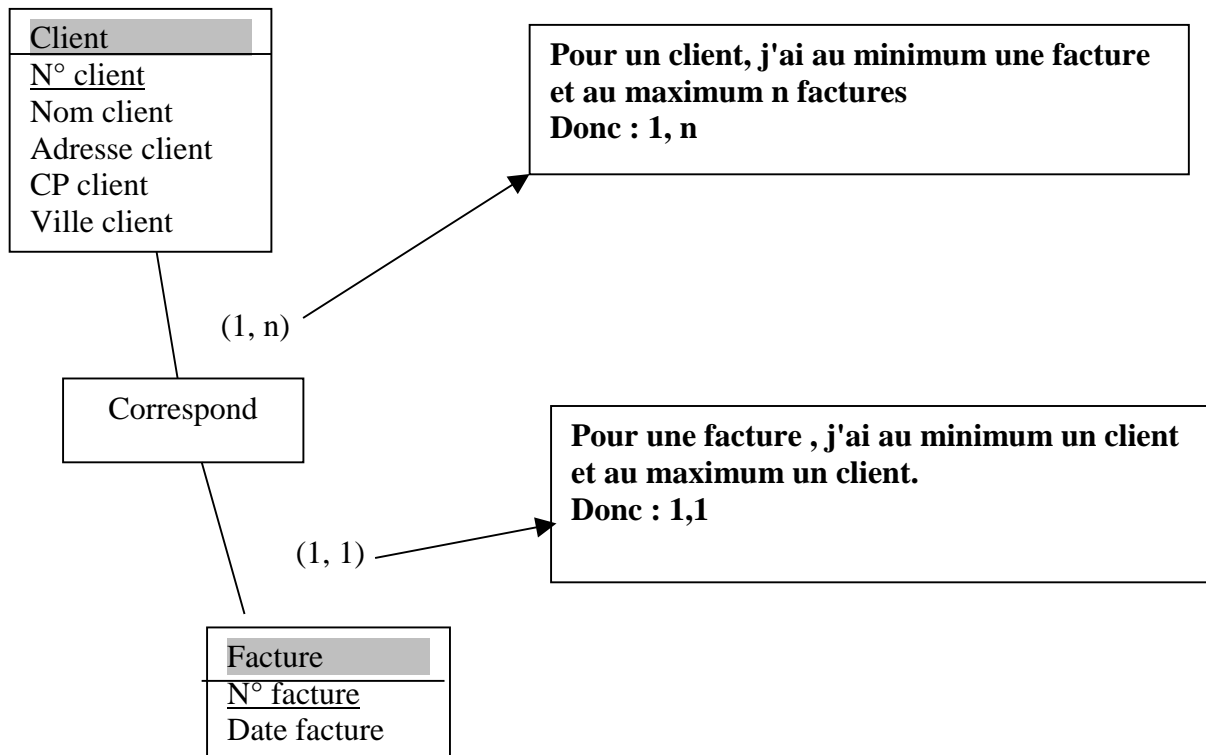 Client
N° client
Nom client
Adresse client
CP client
Ville client
Pour un client, j'ai au minimum une facture
et au maximum n factures
Donc : 1, n
(1, n)
Correspond
Pour une facture , j'ai au minimum un client
et au maximum un client.
Donc : 1,1
(1, 1)
Facture
N° facture
Date facture